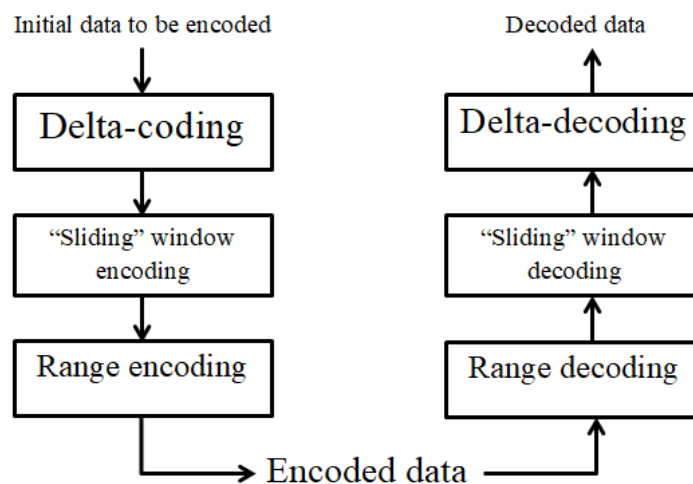 Initial data to be encoded
Delta-coding
“Sliding” window
encoding
Range encoding
Encoded data
Decoded data
Delta-decoding
“Sliding” window
decoding
Range decoding